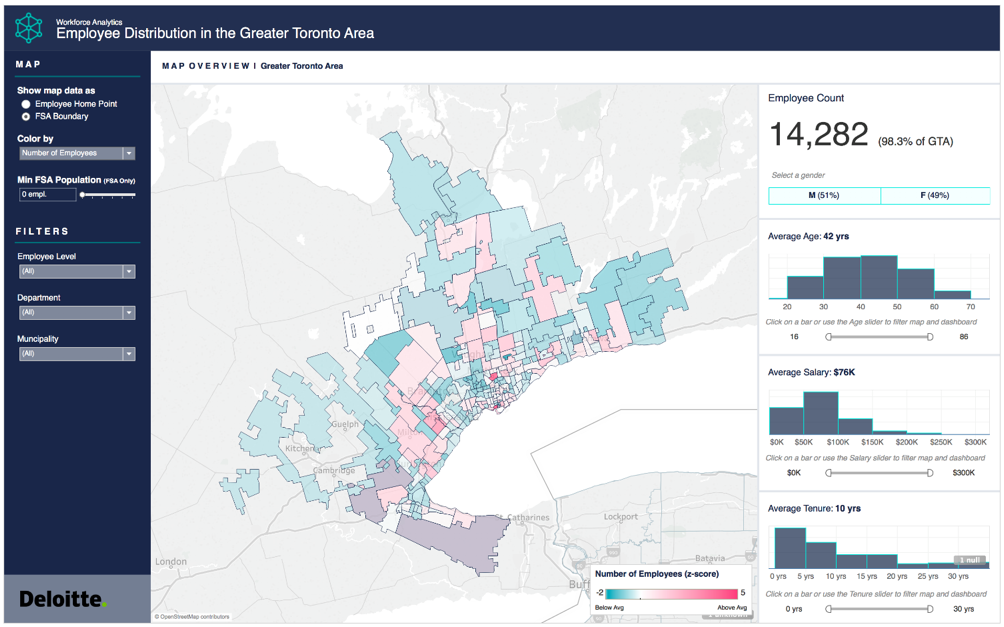 Workforce Analytics
Employee Distribution in the Greater Toronto Area
MAP
Show map data as
Employee Home Point
FSA Boundary
Color by
Number of Employees
Min FSA Population (FSA Only)
0 empl.
FILTERS
Employee Level
(All)
Department
(All)
Muncipality
(All)
Deloitte.
MAP OVERVIEW | Greater Toronto Area
Guelph
Kitchener
Cambridge
London
St. Catharines
Lockport
Batavia
© OpenStreetMap contributors
Number of Employees (z-score)
-2 5
Below Avg Above Avg
Employee Count
14,282 (98.3% of GTA)
Select a gender
M (51%) F (49%)
Average Age: 42 yrs
20 30 40 50 60 70
Click on a bar or use the Age slider to filter map and dashboard
16 86
Average Salary: $76K
$0K $50K $100K $150K $200K $250K $300K
Click on a bar or use the Salary slider to filter map and dashboard
$0K $300K
Average Tenure: 10 yrs
1 null
0 yrs 5 yrs 10 yrs 15 yrs 20 yrs 25 yrs 30 yrs
Click on a bar or use the Tenure slider to filter map and dashboard
0 yrs 30 yrs